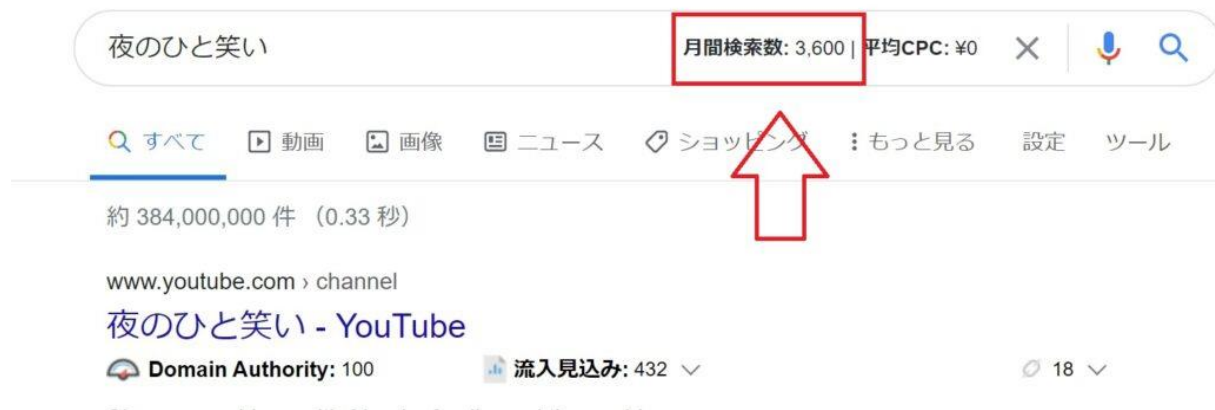 夜のひと笑い 月間検索数: 3,600 | 平均CPC: ¥0
すべて 動画 画像 ニュース ショッピング もっと見る 設定 ツール
約 384,000,000 件 (0.33 秒)
www.youtube.com › channel
夜のひと笑い - YouTube
Domain Authority: 100 流入見込み: 432 18